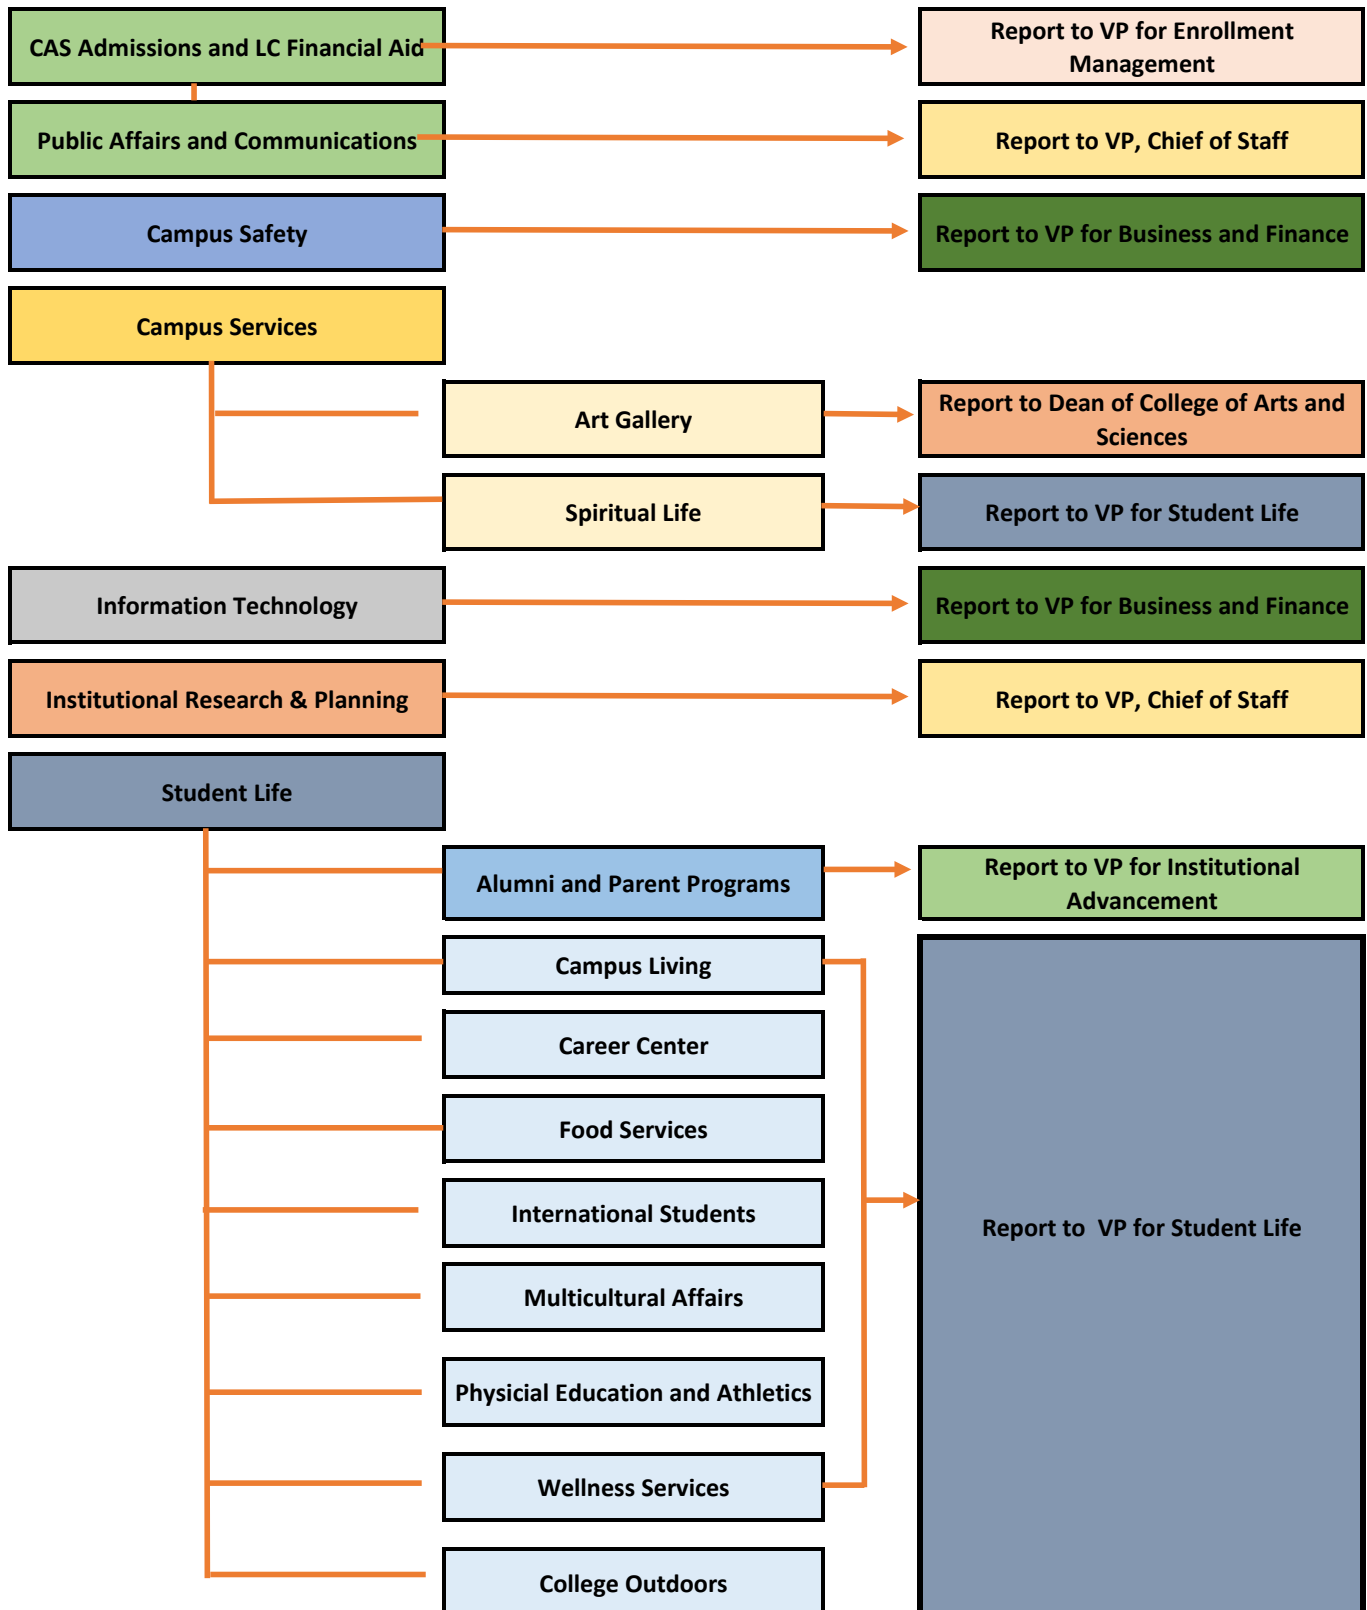 CAS Admissions and LC Financial Aid
Report to VP for Enrollment
Management
Public Affairs and Communications
Report to VP, Chief of Staff
Campus Safety
Report to VP for Business and Finance
Campus Services
Art Gallery
Report to Dean of College of Arts and
Sciences
Spiritual Life
Report to VP for Student Life
Information Technology
Report to VP for Business and Finance
Institutional Research & Planning
Report to VP, Chief of Staff
Student Life
Alumni and Parent Programs
Report to VP for Institutional
Advancement
Campus Living
Career Center
Food Services
International Students
Report to  VP for Student Life
Multicultural Affairs
Physicial Education and Athletics
Wellness Services
College Outdoors